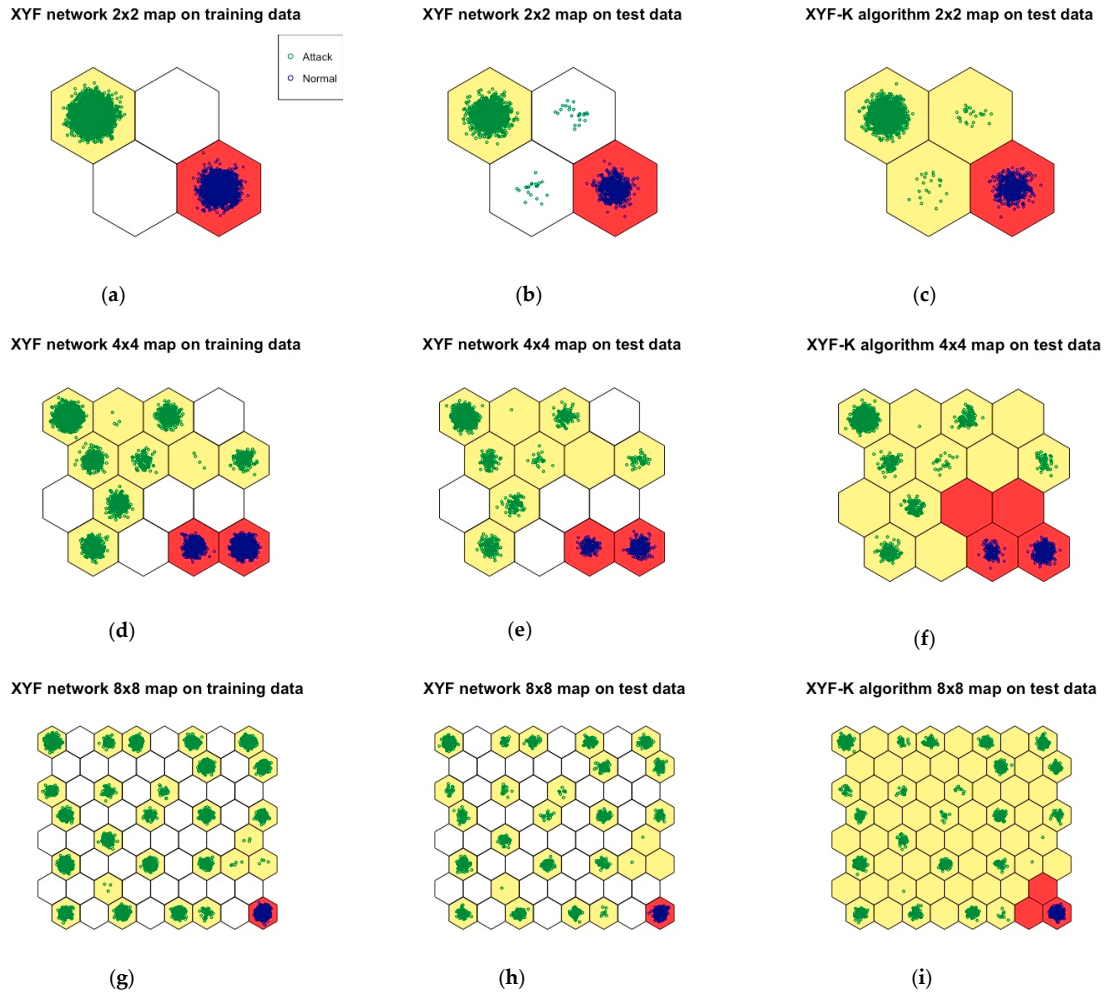 XYF network 2x2 map on training data
XYF network 2x2 map on test data
XYF-K algorithm 2x2 map on test data
Attack
Normal
(a)
(b)
(c)
XYF network 4x4 map on training data
XYF network 4x4 map on test data
XYF-K algorithm 4x4 map on test data
(d)
(e)
(f)
XYF network 8x8 map on training data
XYF network 8x8 map on test data
XYF-K algorithm 8x8 map on test data
(g)
(h)
(i)